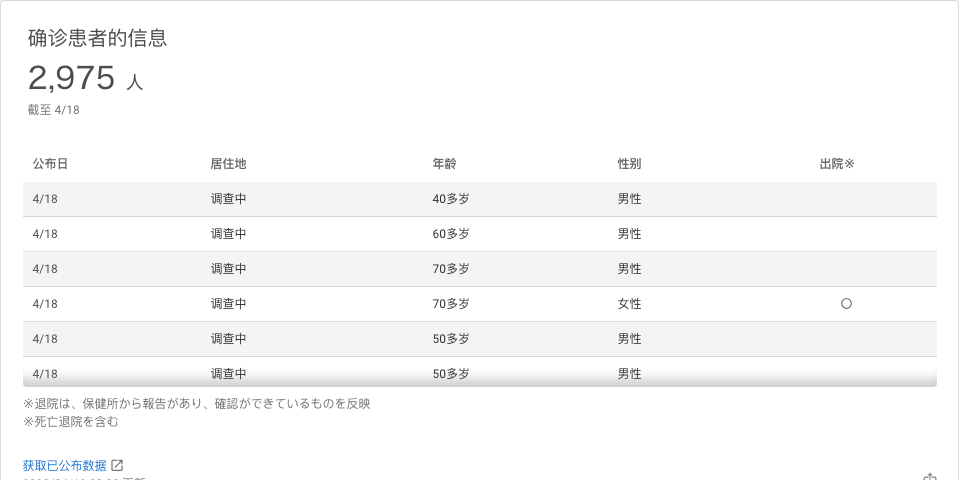 确诊患者的信息
2,975 人
截至 4/18
公布日 居住地 年龄 性别 出院※
4/18 调查中 40多岁 男性
4/18 调查中 60多岁 男性
4/18 调查中 70多岁 男性
4/18 调查中 70多岁 女性 〇
4/18 调查中 50多岁 男性
4/18 调查中 50多岁 男性
※退院は、保健所から報告があり、確認ができているものを反映
※死亡退院を含む
获取已公布数据